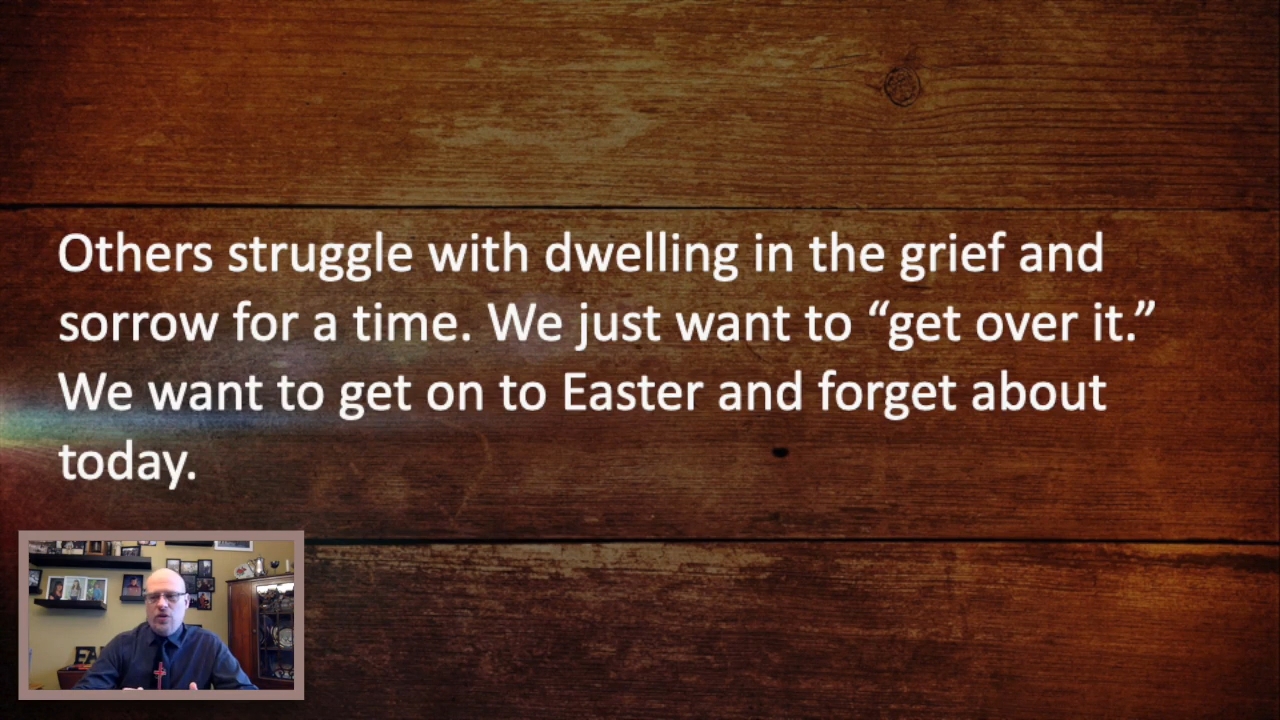 Others struggle with dwelling in the grief and
sorrow for a time. We just want to “get over it.”
We want to get on to Easter and forget about
today.